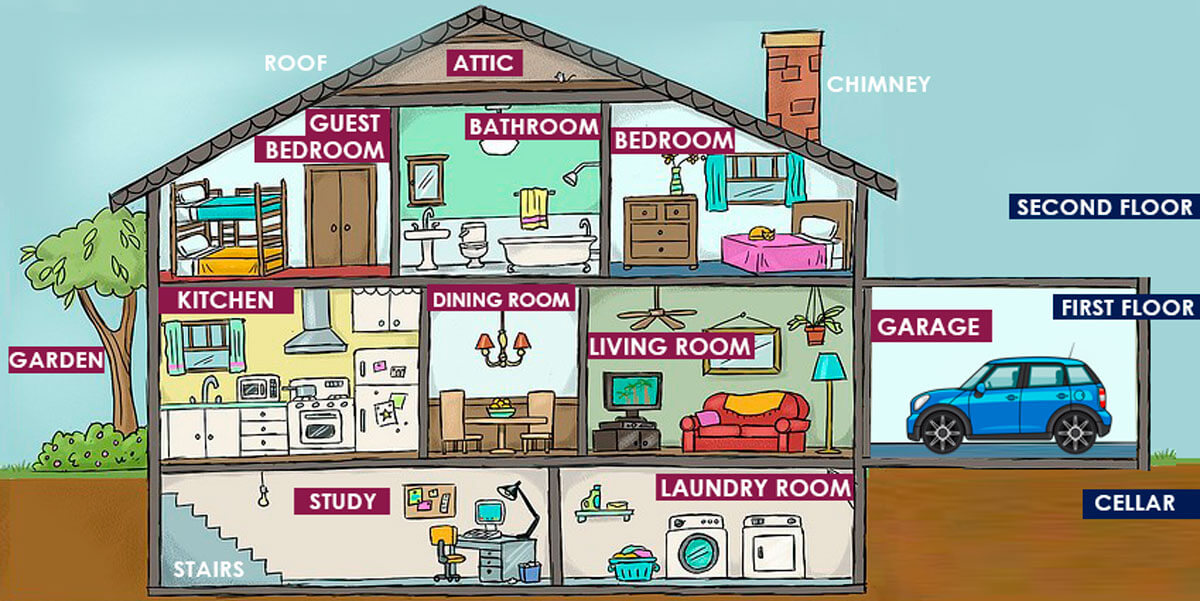 ROOF
ATTIC
CHIMNEY
GUEST
BEDROOM
BATHROOM
BEDROOM
SECOND FLOOR
KITCHEN
DINING ROOM
FIRST FLOOR
GARAGE
LIVING ROOM
GARDEN
STUDY
LAUNDRY ROOM
CELLAR
STAIRS